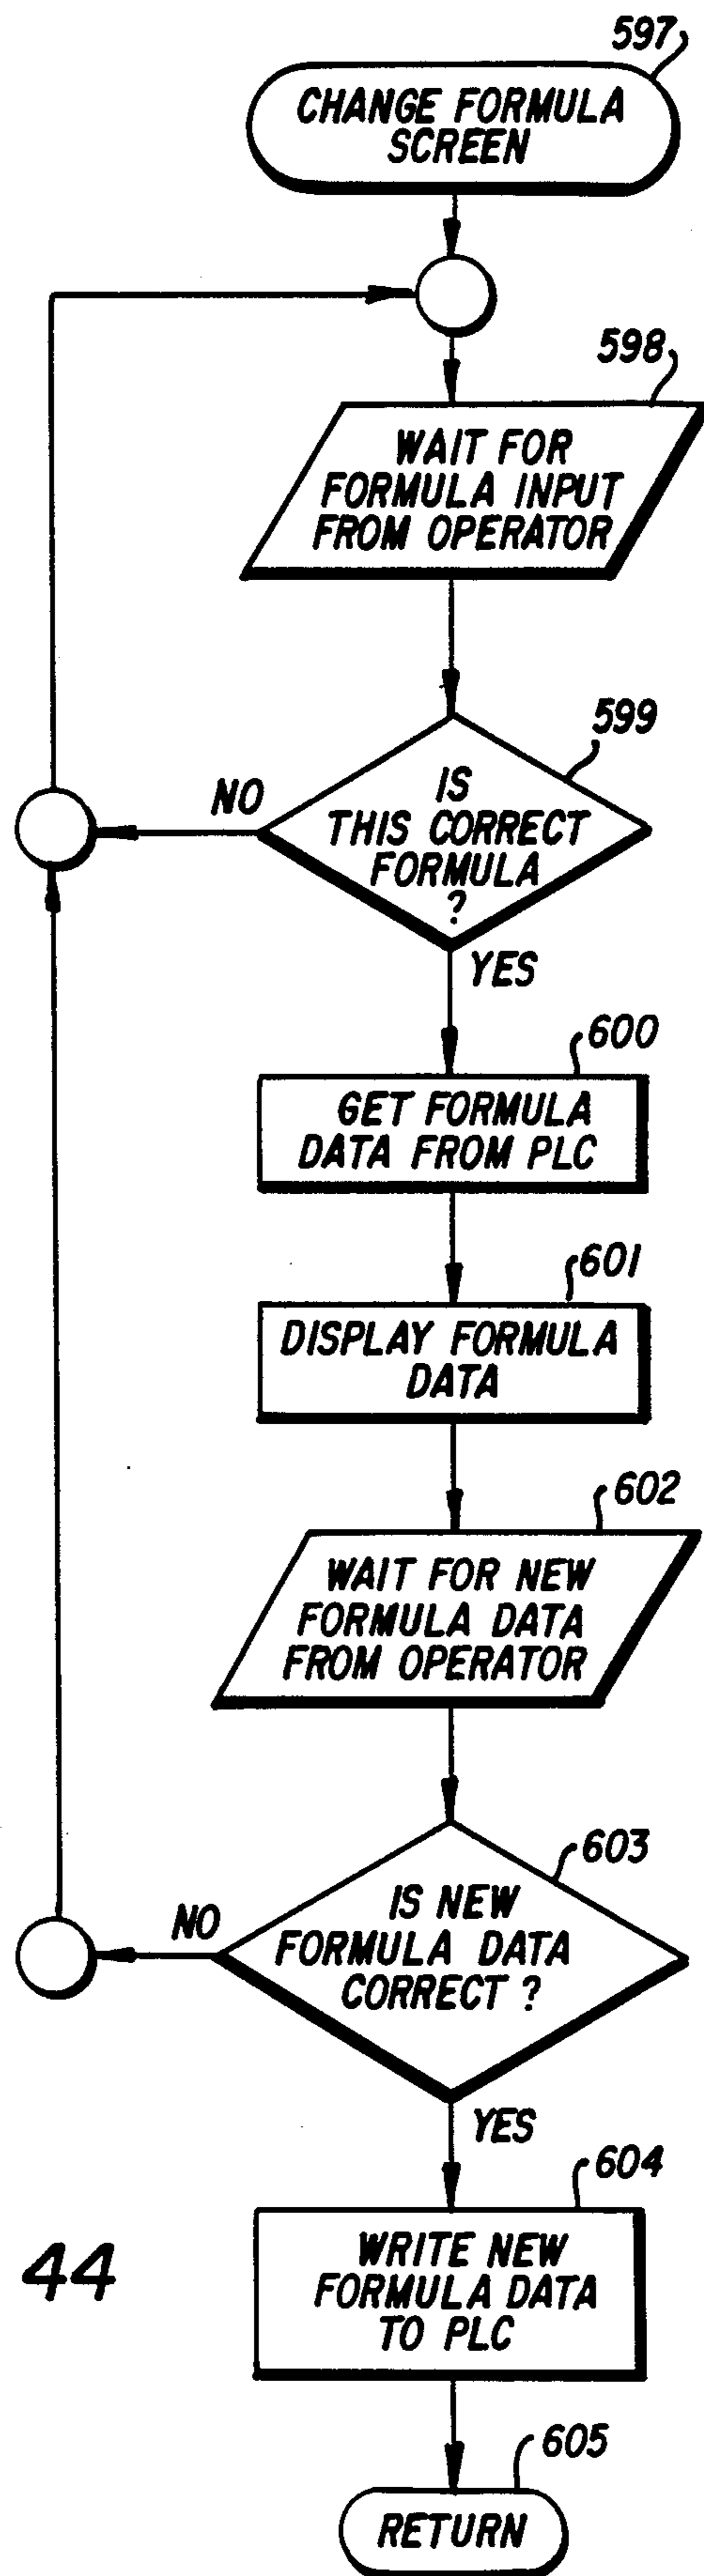 597
CHANGE FORMULA
SCREEN
598
WAIT FOR
FORMULA INPUT
FROM OPERATOR
599
IS
THIS CORRECT
FORMULA
?
NO
YES
600
GET FORMULA
DATA FROM PLC
601
DISPLAY FORMULA
DATA
602
WAIT FOR NEW
FORMULA DATA
FROM OPERATOR
603
IS NEW
FORMULA DATA
CORRECT ?
NO
YES
604
WRITE NEW
FORMULA DATA
TO PLC
44
605
RETURN